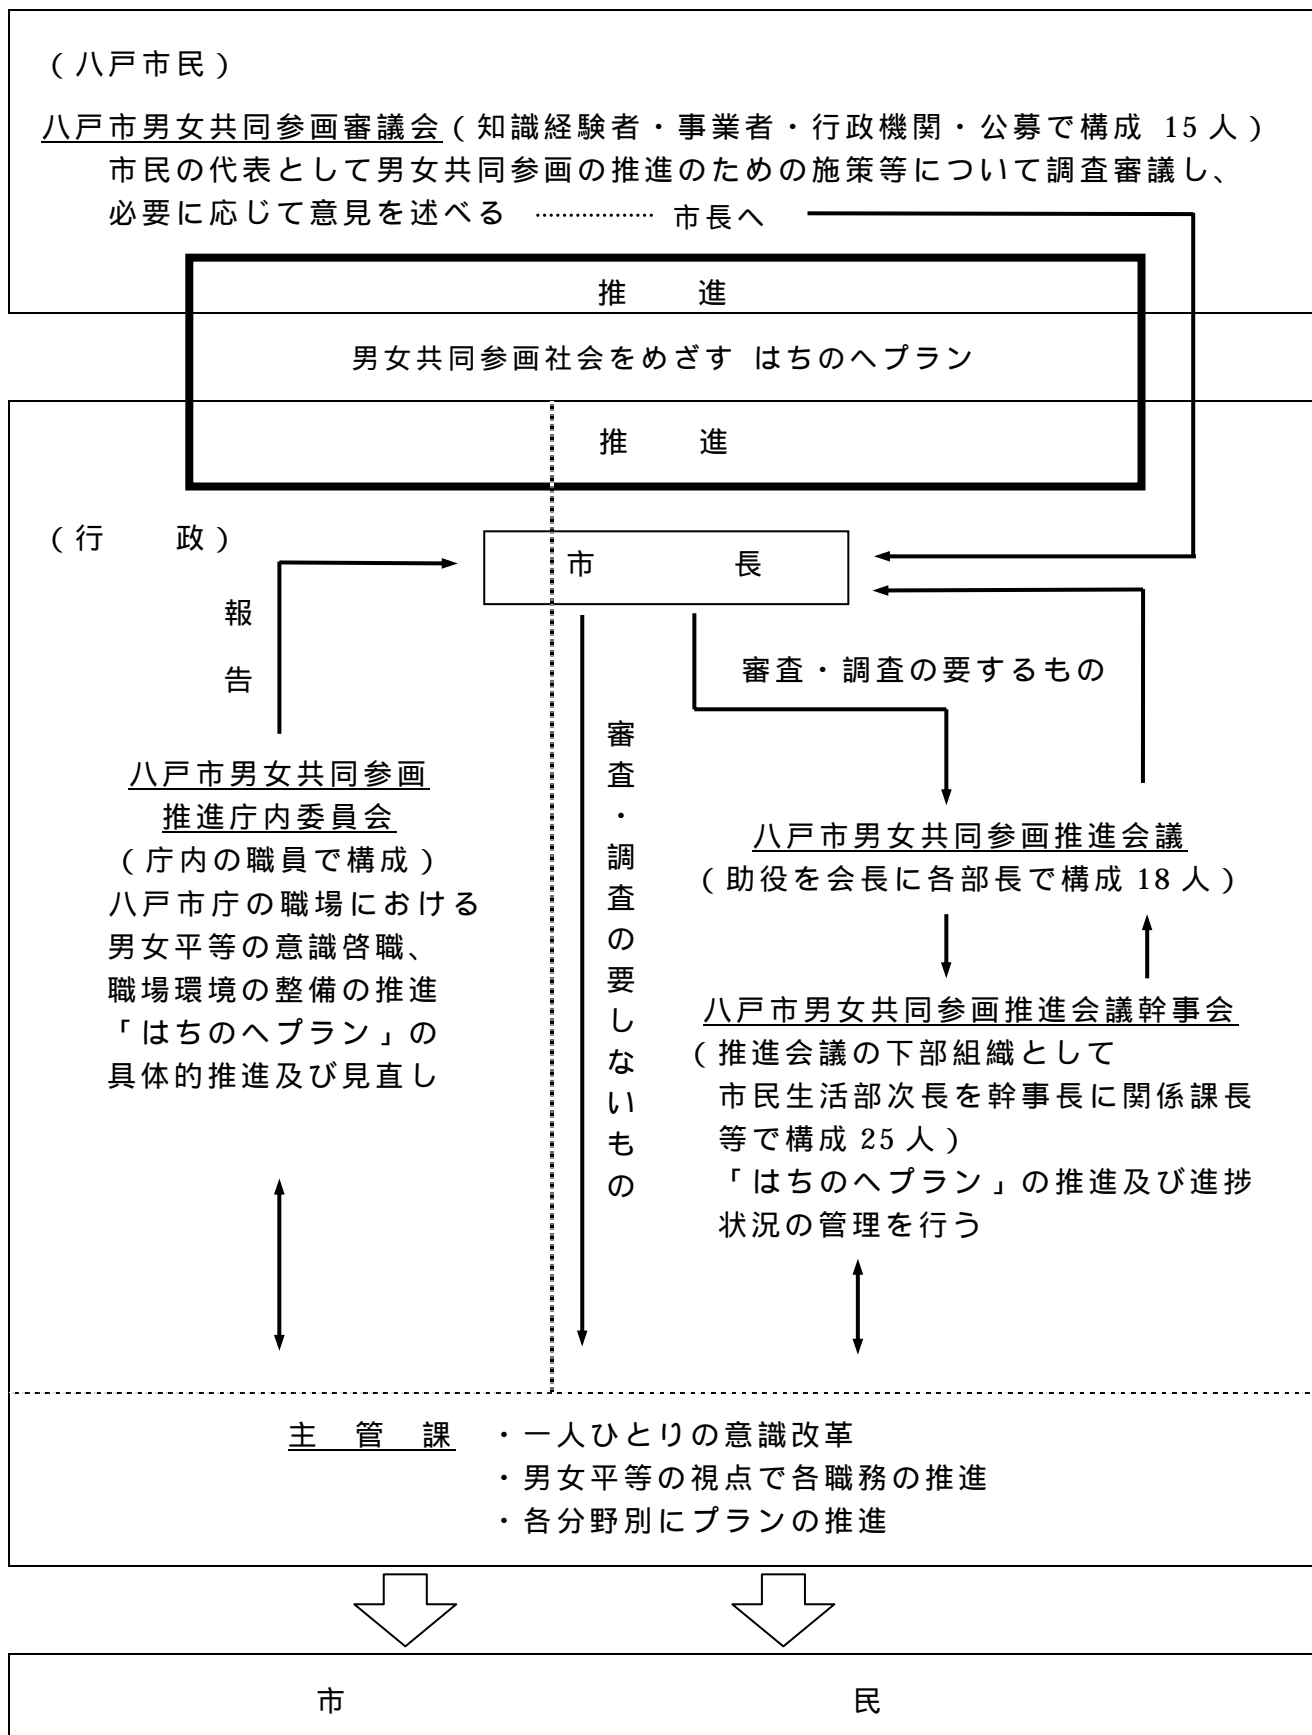 (八戸市民)
八戸市男女共同参画審議会(知識経験者・事業者・行政機関・公募で構成 15人)
市民の代表として男女共同参画の推進のための施策等について調査審議し、
必要に応じて意見を述べる ……………… 市長へ
推 進
男女共同参画社会をめざす はちのへプラン
推 進
(行 政)
市 長
報告
審査・調査の要するもの
審査・調査の要しないもの
八戸市男女共同参画
推進庁内委員会
(庁内の職員で構成)
八戸市庁の職場における
男女平等の意識啓職、
職場環境の整備の推進
「はちのへプラン」の
具体的推進及び見直し
八戸市男女共同参画推進会議
(助役を会長に各部長で構成 18人)
八戸市男女共同参画推進会議幹事会
(推進会議の下部組織として
市民生活部次長を幹事長に関係課長
等で構成 25人)
「はちのへプラン」の推進及び進捗
状況の管理を行う
主 管 課 ・一人ひとりの意識改革
・男女平等の視点で各職務の推進
・各分野別にプランの推進
市 民